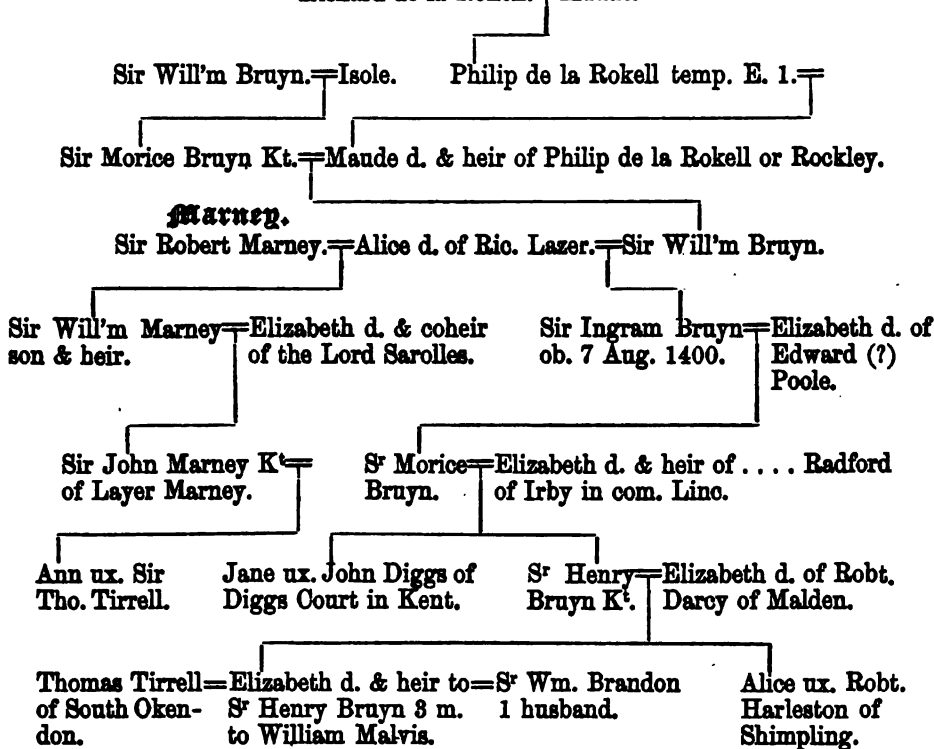 Sir Will'm Bruyn.=Isole. Philip de la Rokell temp. E. 1.=
Sir Morice Bruyn Kt.=Maude d. & heir of Philip de la Rokell or Rockley.
Marney.
Sir Robert Marney.=Alice d. of Ric. Lazer.=Sir Will'm Bruyn.
Sir Will'm Marney=Elizabeth d. & coheir Sir Ingram Bruyn=Elizabeth d. of
son & heir. of the Lord Sarolles. ob. 7 Aug. 1400. Edward (?)
Poole.
Sir John Marney Kt= Sr Morice=Elizabeth d. & heir of .... Radford
of Layer Marney. Bruyn. of Irby in com. Linc.
Ann ux. Sir Jane ux. John Diggs of Sr Henry=Elizabeth d. of Robt.
Tho. Tirrell. Diggs Court in Kent. Bruyn Kt. Darcy of Malden.
Thomas Tirrell=Elizabeth d. & heir to=Sr Wm. Brandon Alice ux. Robt.
of South Oken- Sr Henry Bruyn 3 m. 1 husband. Harleston of
don. to William Malvis. Shimpling.